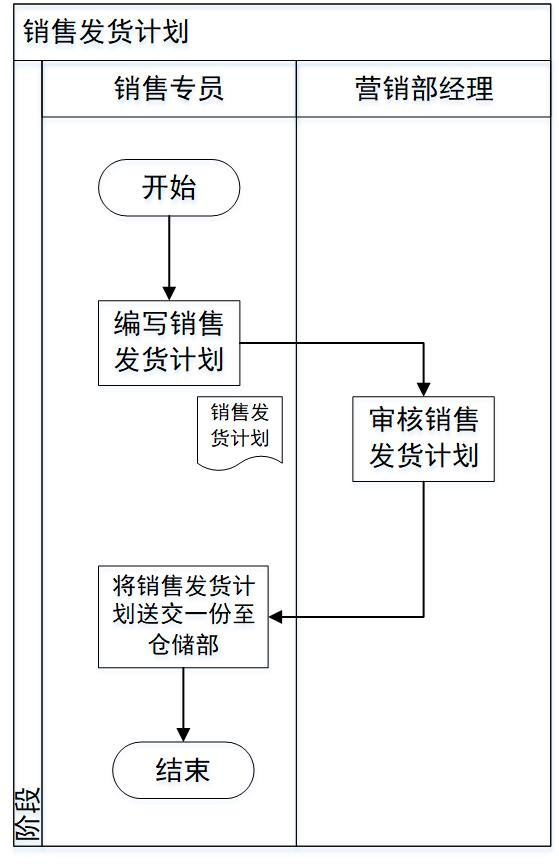 销售发货计划
销售专员
营销部经理
开始
编写销售
发货计划
销售发
货计划
审核销售
发货计划
将销售发货计
划送交一份至
仓储部
结束
阶段